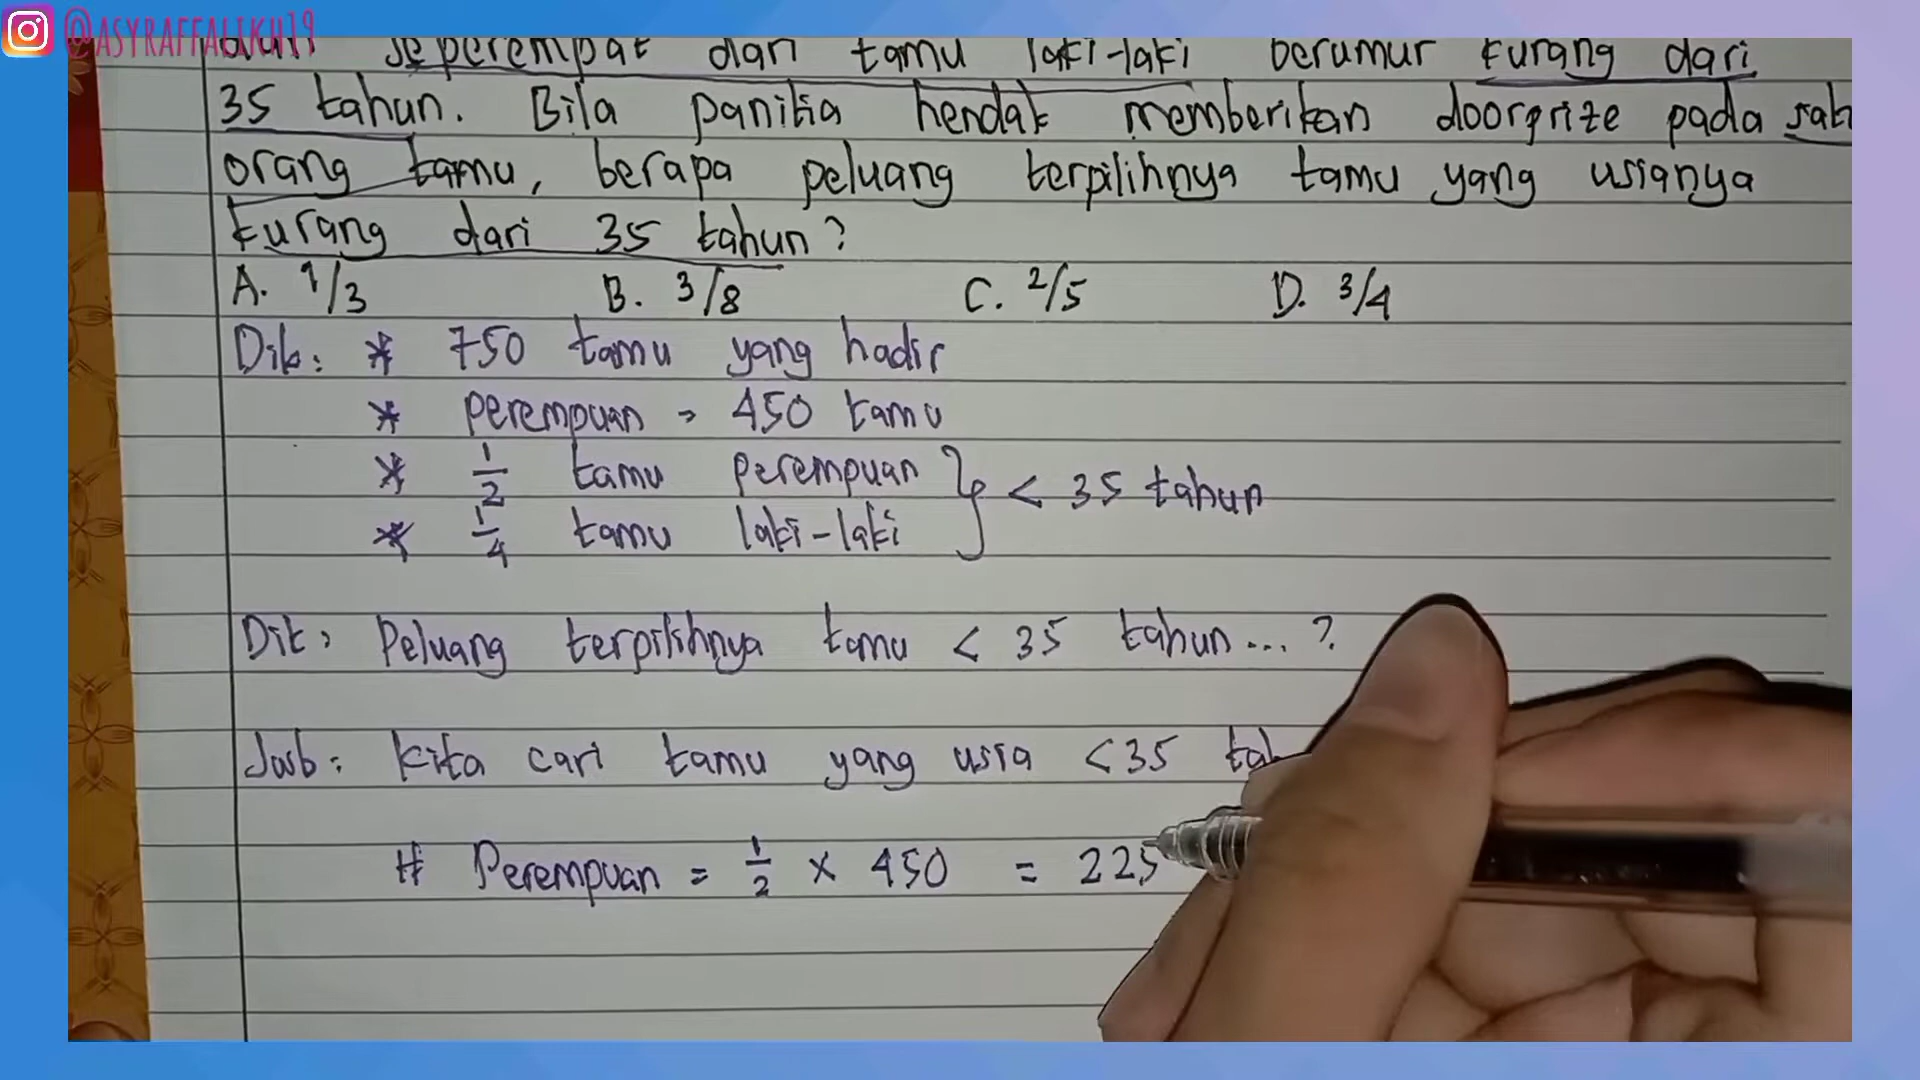 @ASYRAFFALIKH19
seperempat dari tamu laki-laki berumur kurang dari
35 tahun. Bila panitia hendak memberikan doorprize pada
orang tamu, berapa peluang terpilihnya tamu yang usianya
kurang dari 35 tahun?
A. 1/3 B. 3/8 C. 2/5 D. 3/4
Dik: * 750 tamu yang hadir
* perempuan = 450 tamu
* 1/2 tamu perempuan } < 35 tahun
* 1/4 tamu laki-laki
Dit: Peluang terpilihnya tamu < 35 tahun...?
Jwb: Kita cari tamu yang usia <35
# Perempuan = 1/2 × 450 = 225